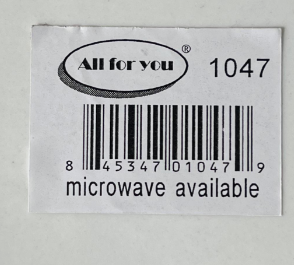 All for you ® 1047
8 45347 01047 9
microwave available